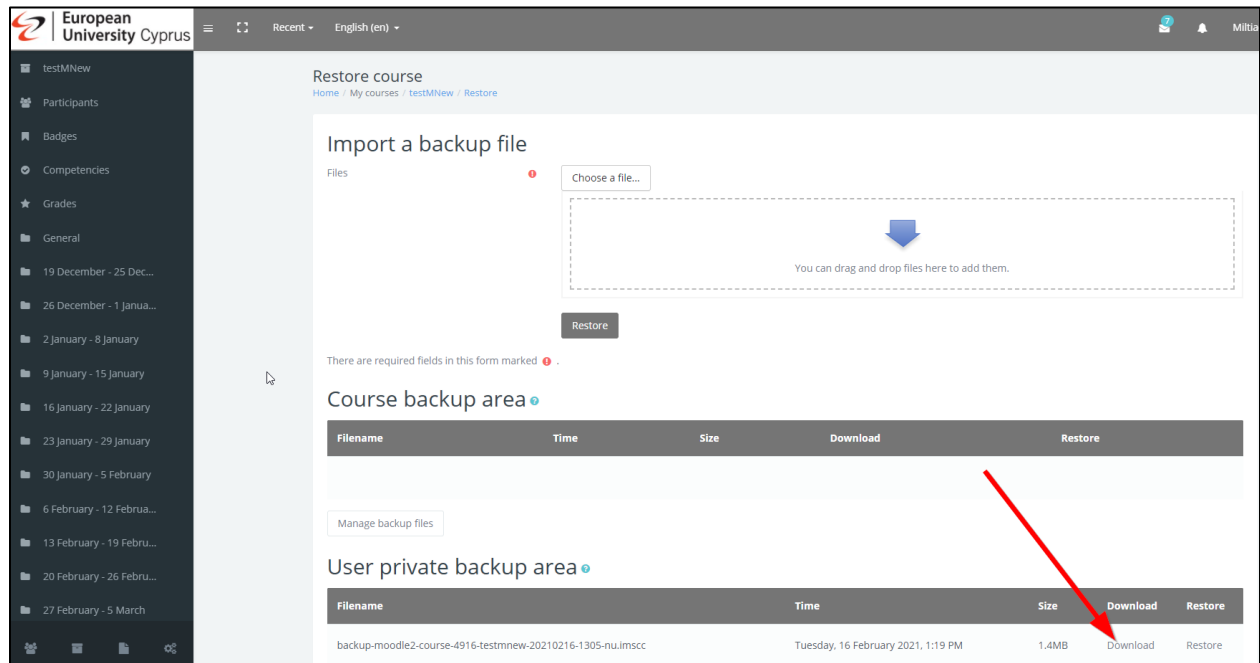 European
University Cyprus
Recent
English (en)
7
Miltia
testMNew
Participants
Badges
Competencies
Grades
General
19 December - 25 Dec...
26 December - 1 Janua...
2 January - 8 January
9 January - 15 January
16 January - 22 January
23 January - 29 January
30 January - 5 February
6 February - 12 Februa...
13 February - 19 Febru...
20 February - 26 Febru...
27 February - 5 March
Restore course
Home / My courses / testMNew / Restore
Import a backup file
Files
Choose a file...
You can drag and drop files here to add them.
Restore
There are required fields in this form marked .
Course backup area
Filename Time Size Download Restore
Manage backup files
User private backup area
Filename Time Size Download Restore
backup-moodle2-course-4916-testmnew-20210216-1305-nu.imscc Tuesday, 16 February 2021, 1:19 PM 1.4MB Download Restore